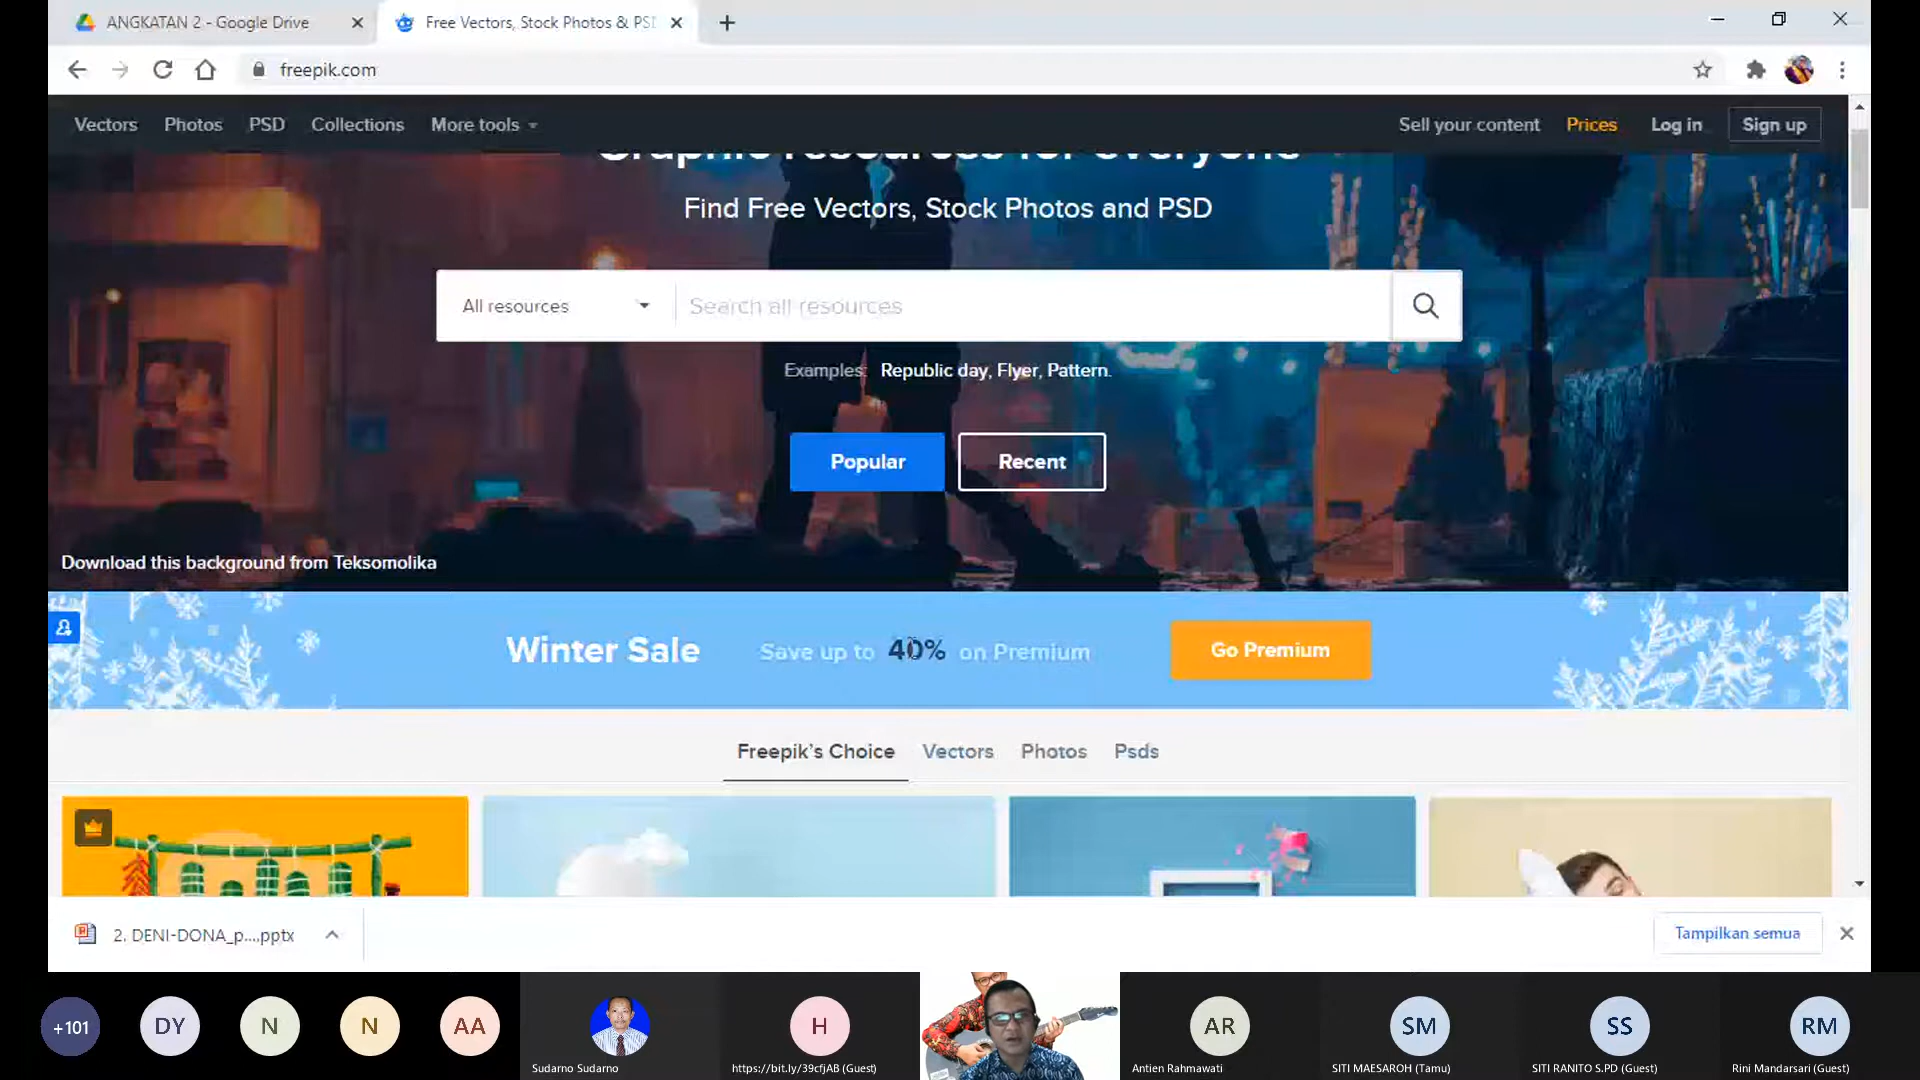 ANGKATAN 2 - Google Drive
Free Vectors, Stock Photos & PS
freepik.com
Vectors
Photos
PSD
Collections
More tools
Sell your content
Prices
Log in
Sign up
Graphic resources for everyone
Find Free Vectors, Stock Photos and PSD
All resources
Search all resources
Examples: Republic day, Flyer, Pattern.
Popular
Recent
Download this background from Teksomolika
Winter Sale
Save up to 40% on Premium
Go Premium
Freepik's Choice
Vectors
Photos
Psds
2. DENI-DONA_p....pptx
Tampilkan semua
+101
DY
N
N
AA
Sudarno Sudarno
H
https://bit.ly/39cfjAB (Guest)
AR
Antien Rahmawati
SM
SITI MAESAROH (Tamu)
SS
SITI RANITO S.PD (Guest)
RM
Rini Mandarsari (Guest)